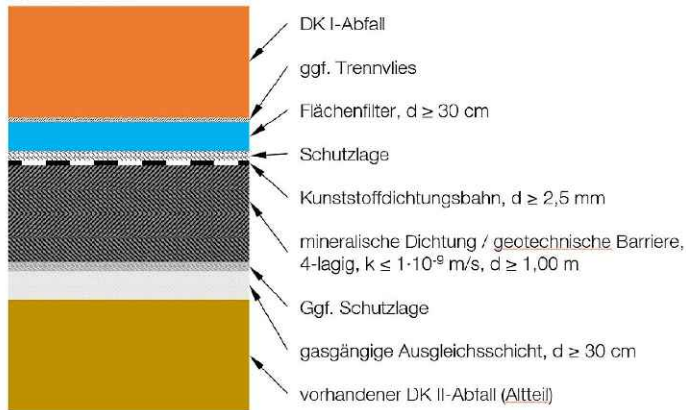 DK I-Abfall
ggf. Trennvlies
Flächenfilter, d ≥ 30 cm
Schutzlage
Kunststoffdichtungsbahn, d ≥ 2,5 mm
mineralische Dichtung / geotechnische Barriere,
4-lagig, k ≤ 1·10⁻⁹ m/s, d ≥ 1,00 m
Ggf. Schutzlage
gasgängige Ausgleichsschicht, d ≥ 30 cm
vorhandener DK II-Abfall (Altteil)